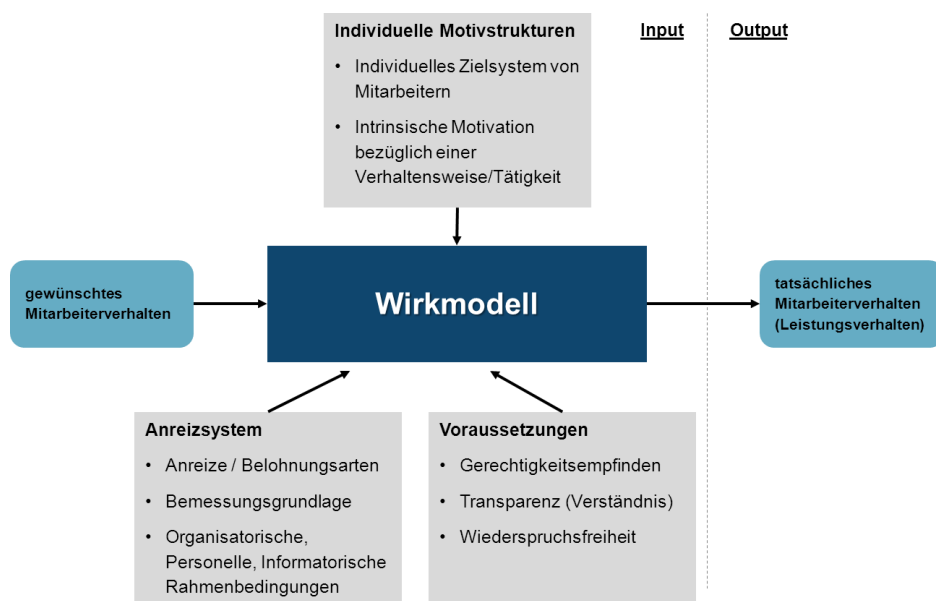 Individuelle Motivstrukturen
• Individuelles Zielsystem von
Mitarbeitern
• Intrinsische Motivation
bezüglich einer
Verhaltensweise/Tätigkeit
Input
Output
gewünschtes
Mitarbeiterverhalten
Wirkmodell
tatsächliches
Mitarbeiterverhalten
(Leistungsverhalten)
Anreizsystem
• Anreize / Belohnungsarten
• Bemessungsgrundlage
• Organisatorische,
Personelle, Informatorische
Rahmenbedingungen
Voraussetzungen
• Gerechtigkeitsempfinden
• Transparenz (Verständnis)
• Wiederspruchsfreiheit